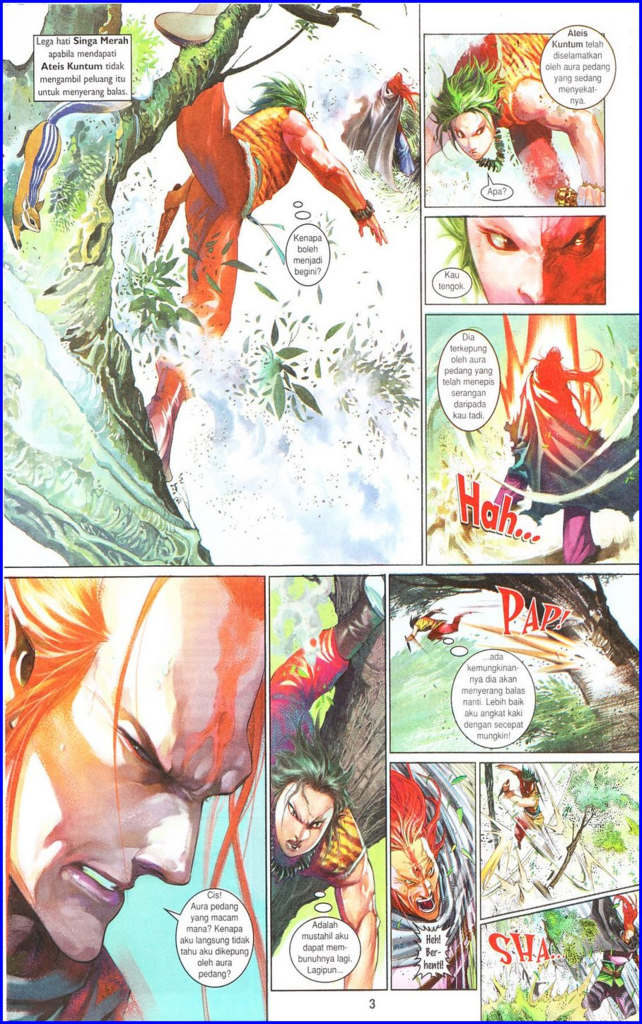 Lega hati Singa Merah
apabila mendapati
Ateis Kuntum tidak
mengambil peluang itu
untuk menyerang balas.
Kenapa
boleh
menjadi
begini?
Ateis
Kuntum telah
diselamatkan
oleh aura pedang
yang sedang
menyekat-
nya.
Apa?
Kau
tengok.
Dia
terkepung
oleh aura
pedang yang
telah menepis
serangan
daripada
kau tadi.
Hah...
Cis!
Aura pedang
yang macam
mana? Kenapa
aku langsung tidak
tahu aku dikepung
oleh aura
pedang?
Adalah
mustahil aku
dapat mem-
bunuhnya lagi.
Lagipun...
PAP!
...ada
kemungkinan-
nya dia akan
menyerang balas
nanti. Lebih baik
aku angkat kaki
dengan secepat
mungkin!
Heh!
Ber-
henti!
SHA...
3